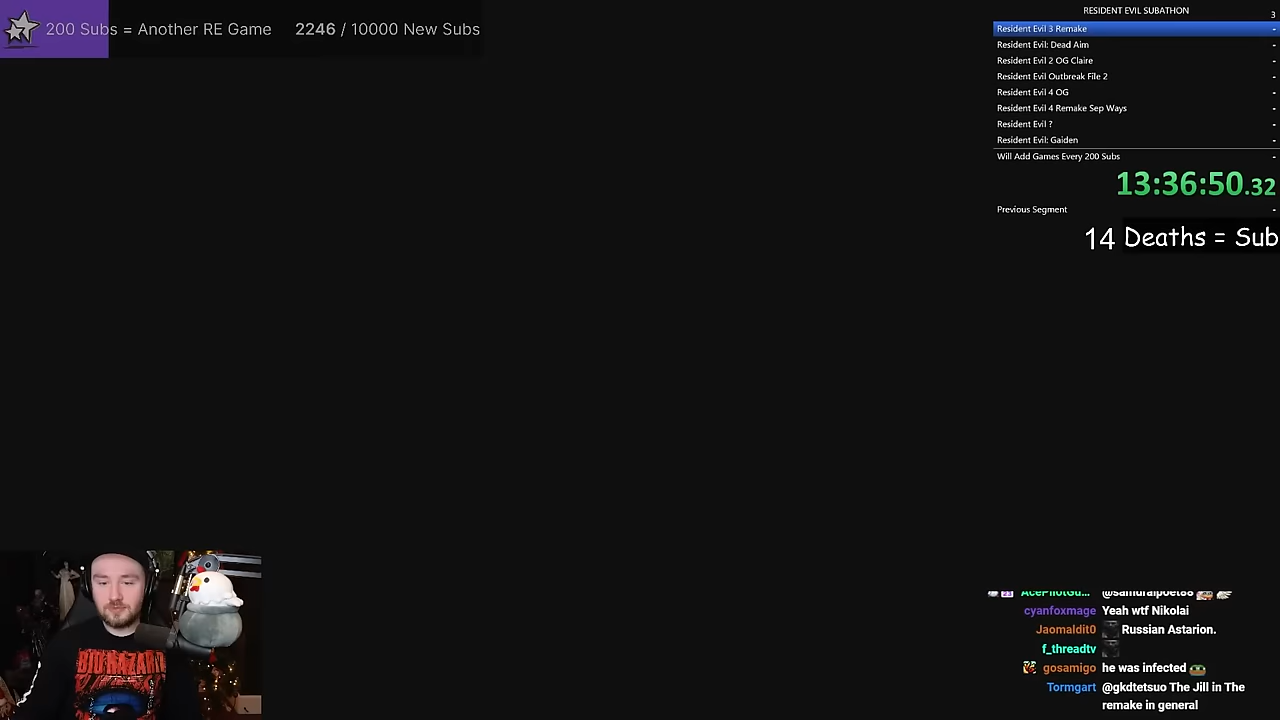 200 Subs = Another RE Game 2246 / 10000 New Subs
RESIDENT EVIL SUBATHON
3
Resident Evil 3 Remake -
Resident Evil: Dead Aim -
Resident Evil 2 OG Claire -
Resident Evil Outbreak File 2 -
Resident Evil 4 OG -
Resident Evil 4 Remake Sep Ways -
Resident Evil ? -
Resident Evil: Gaiden -
Will Add Games Every 200 Subs -
13:36:50.32
Previous Segment -
14 Deaths = Sub
23 AcePilotGu... @samuraipoet88
cyanfoxmage Yeah wtf Nikolai
Jaomaldit0 Russian Astarion.
f_threadtv
gosamigo he was infected
Tormgart @gkdtetsuo The Jill in The
remake in general
BIOHAZARD